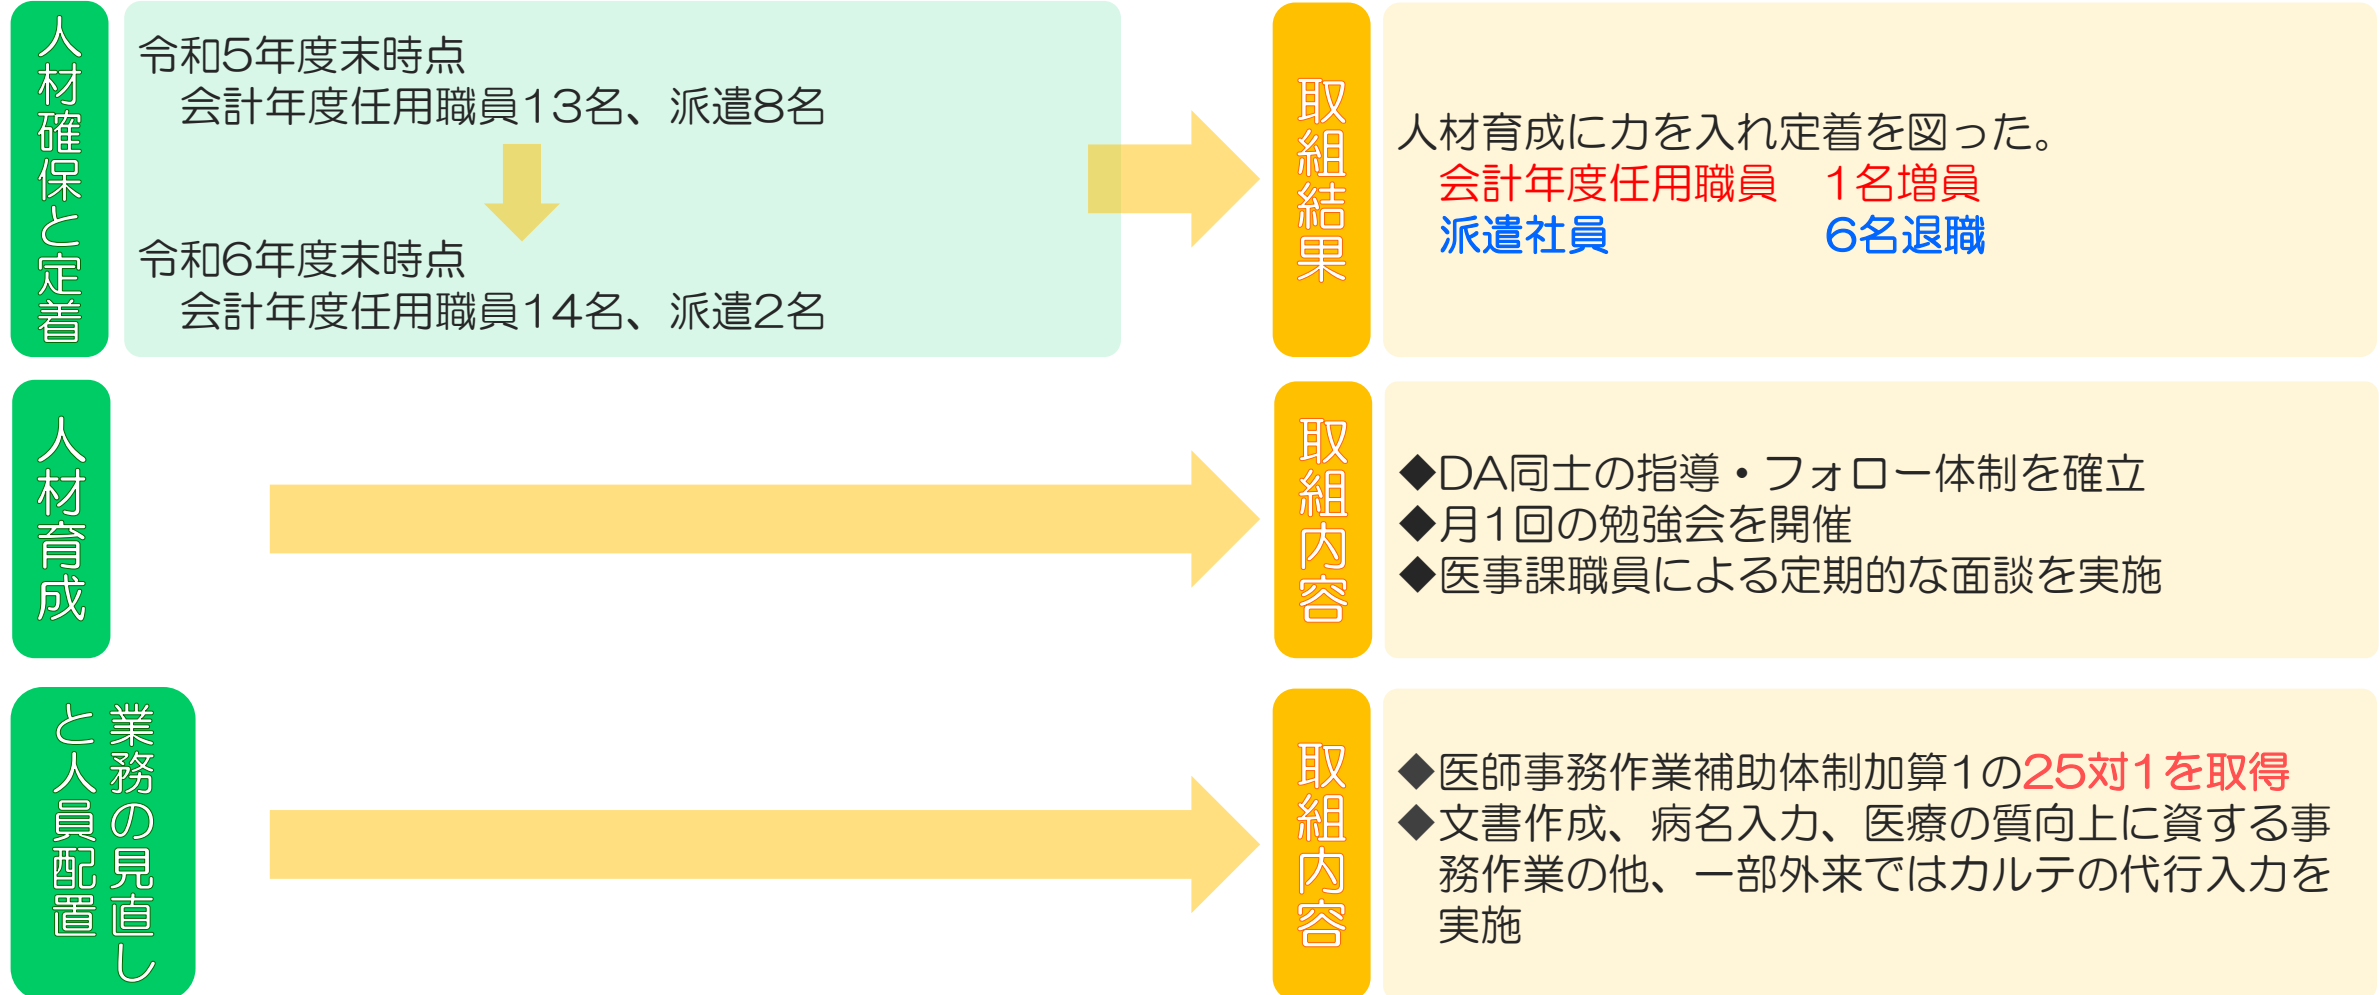 人材確保と定着
令和5年度末時点
会計年度任用職員13名、派遣8名
令和6年度末時点
会計年度任用職員14名、派遣2名
取組結果
人材育成に力を入れ定着を図った。
会計年度任用職員　1名増員
派遣社員　6名退職
人材育成
取組内容
◆DA同士の指導・フォロー体制を確立
◆月1回の勉強会を開催
◆医事課職員による定期的な面談を実施
業務の見直し
と人員配置
取組内容
◆医師事務作業補助体制加算1の25対1を取得
◆文書作成、病名入力、医療の質向上に資する事
務作業の他、一部外来ではカルテの代行入力を
実施